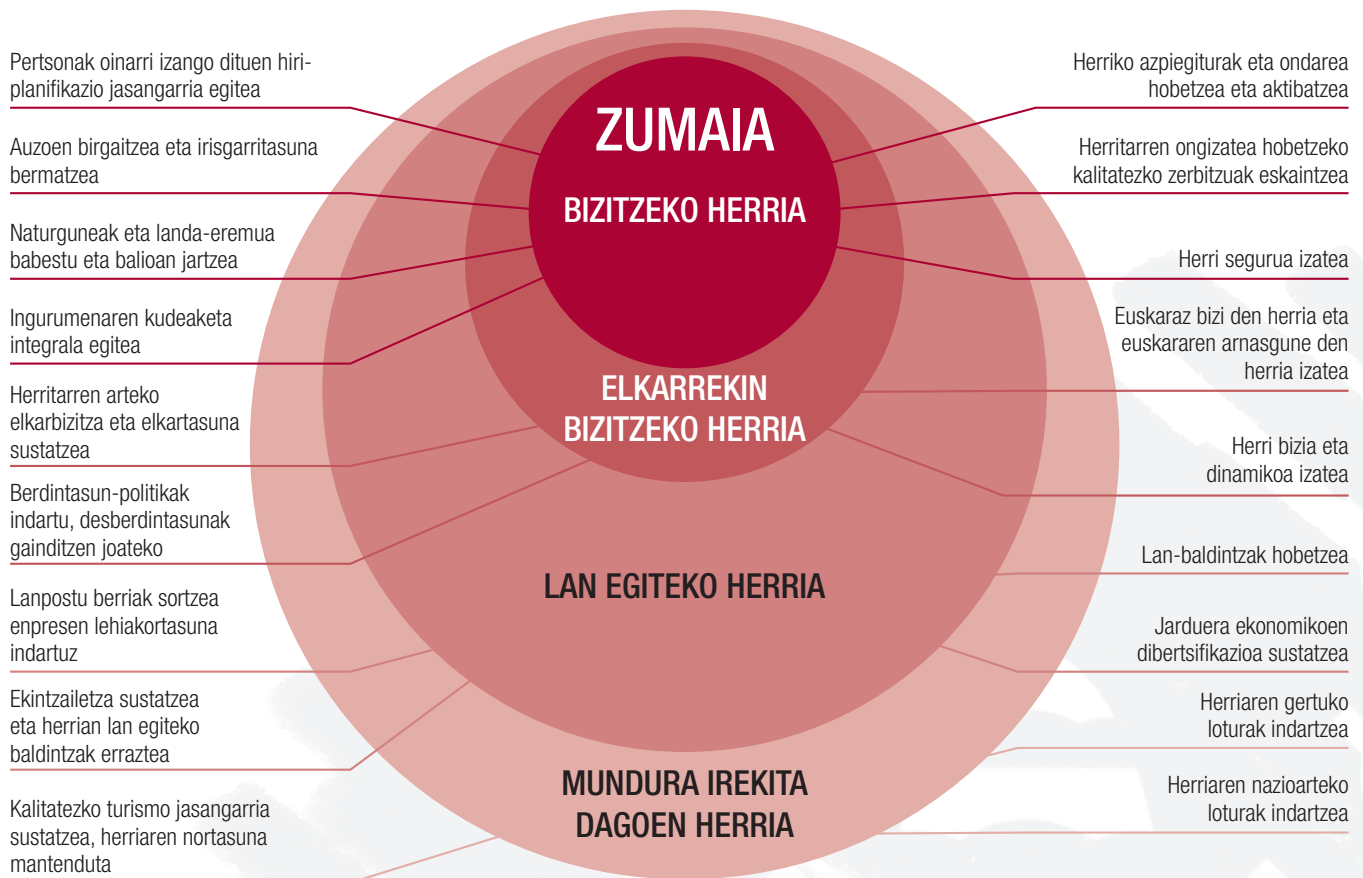 Pertsonak oinarri izango dituen hiri-
planifikazio jasangarria egitea
Auzoen birgaitzea eta irisgarritasuna
bermatzea
Naturguneak eta landa-eremua
babestu eta balioan jartzea
Ingurumenaren kudeaketa
integrala egitea
Herritarren arteko
elkarbizitza eta elkartasuna
sustatzea
Berdintasun-politikak
indartu, desberdintasunak
gainditzen joateko
Lanpostu berriak sortzea
enpresen lehiakortasuna
indartuz
Ekintzailetza sustatzea
eta herrian lan egiteko
baldintzak erraztea
Kalitatezko turismo jasangarria
sustatzea, herriaren nortasuna
mantenduta
ZUMAIA
BIZITZEKO HERRIA
ELKARREKIN
BIZITZEKO HERRIA
LAN EGITEKO HERRIA
MUNDURA IREKITA
DAGOEN HERRIA
Herriko azpiegiturak eta ondarea
hobetzea eta aktibatzea
Herritarren ongizatea hobetzeko
kalitatezko zerbitzuak eskaintzea
Herri segurua izatea
Euskaraz bizi den herria eta
euskararen arnasgune den
herria izatea
Herri bizia eta
dinamikoa izatea
Lan-baldintzak hobetzea
Jarduera ekonomikoen
dibertsifikazioa sustatzea
Herriaren gertuko
loturak indartzea
Herriaren nazioarteko
loturak indartzea